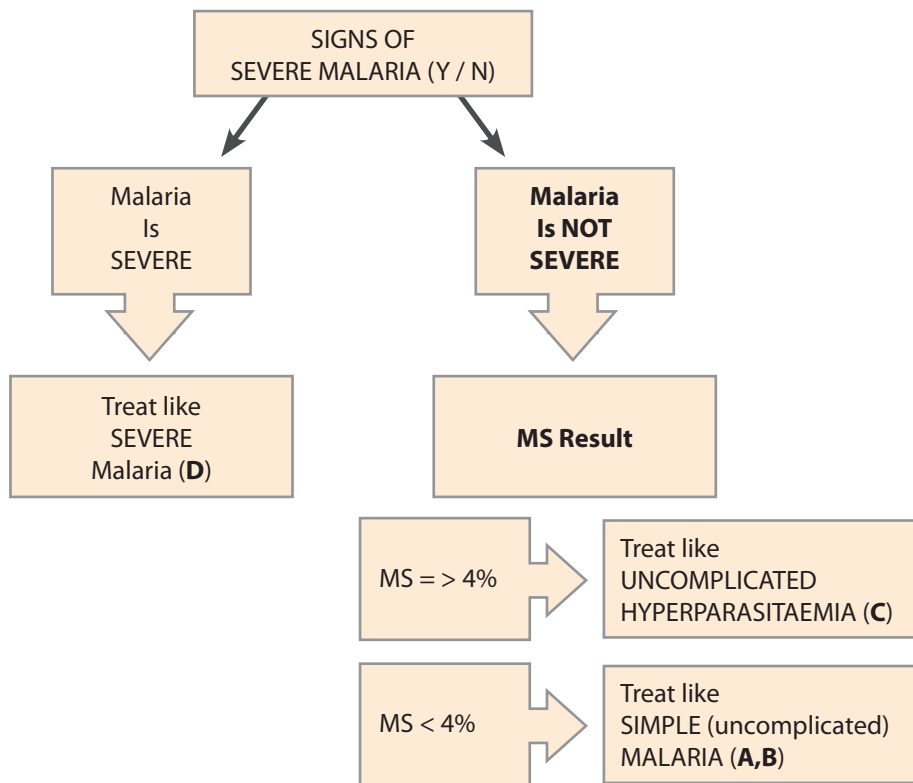 SIGNS OF
SEVERE MALARIA (Y / N)
Malaria
Is
SEVERE
Malaria
Is NOT
SEVERE
Treat like
SEVERE
Malaria (D)
MS Result
MS = > 4%
Treat like
UNCOMPLICATED
HYPERPARASITAEMIA (C)
MS < 4%
Treat like
SIMPLE (uncomplicated)
MALARIA (A,B)